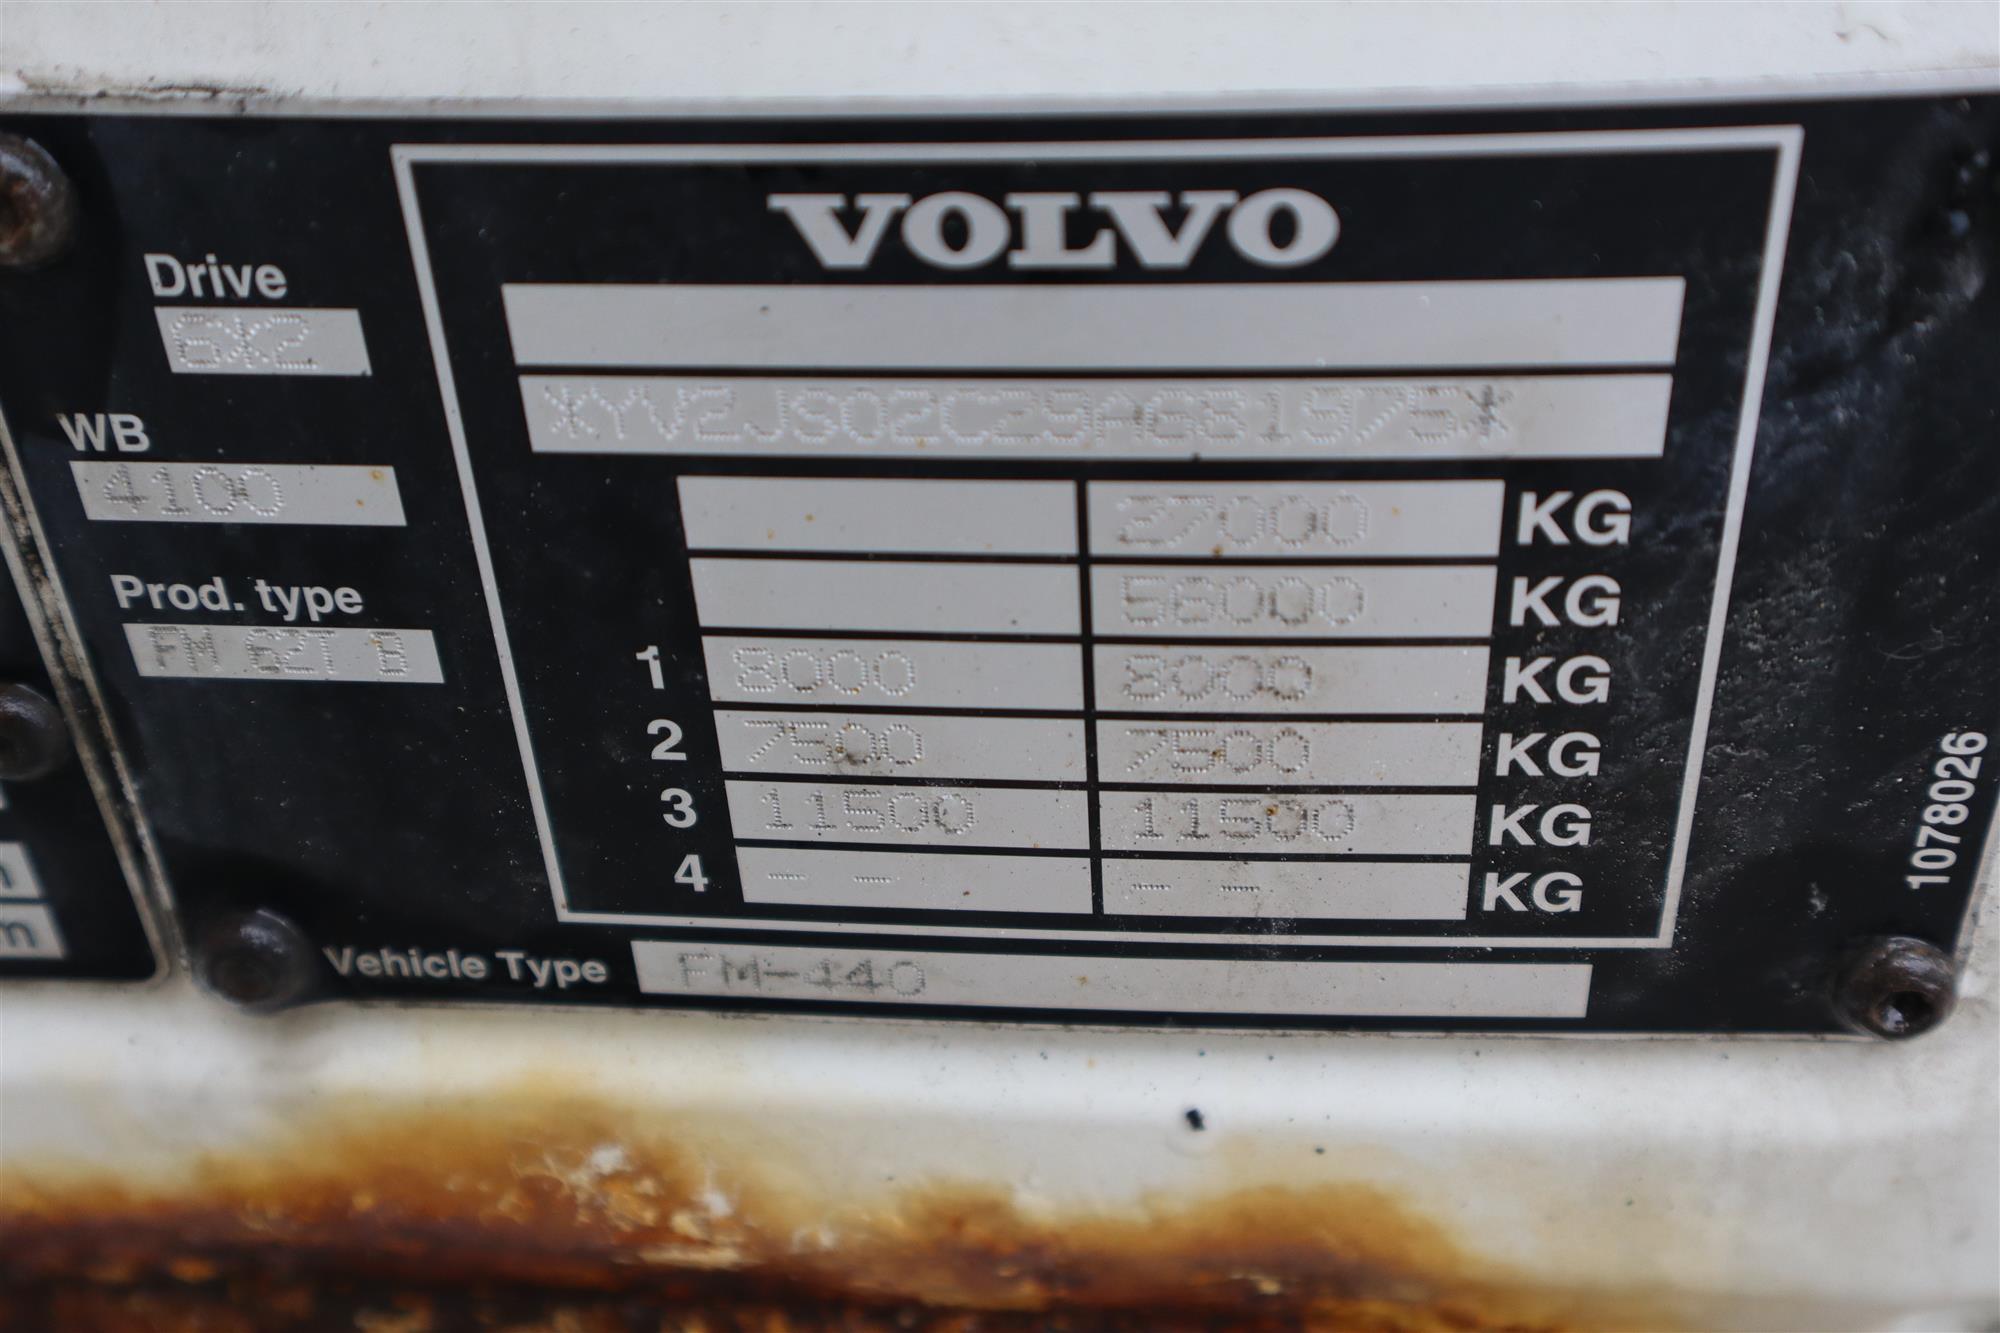 VOLVO
Drive
6X2
XYV2JS02C29A681975X
WB
4100
27000 KG
56000 KG
Prod. type
FM 62T B
1 8000 8000 KG
2 7500 7500 KG
3 11500 11500 KG
4 - - - - KG
Vehicle Type FM-440
1078026
m